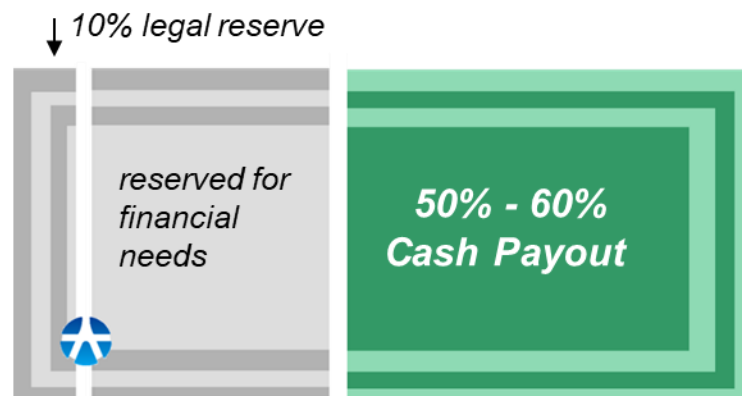 10% legal reserve
reserved for
financial
needs
50% - 60%
Cash Payout